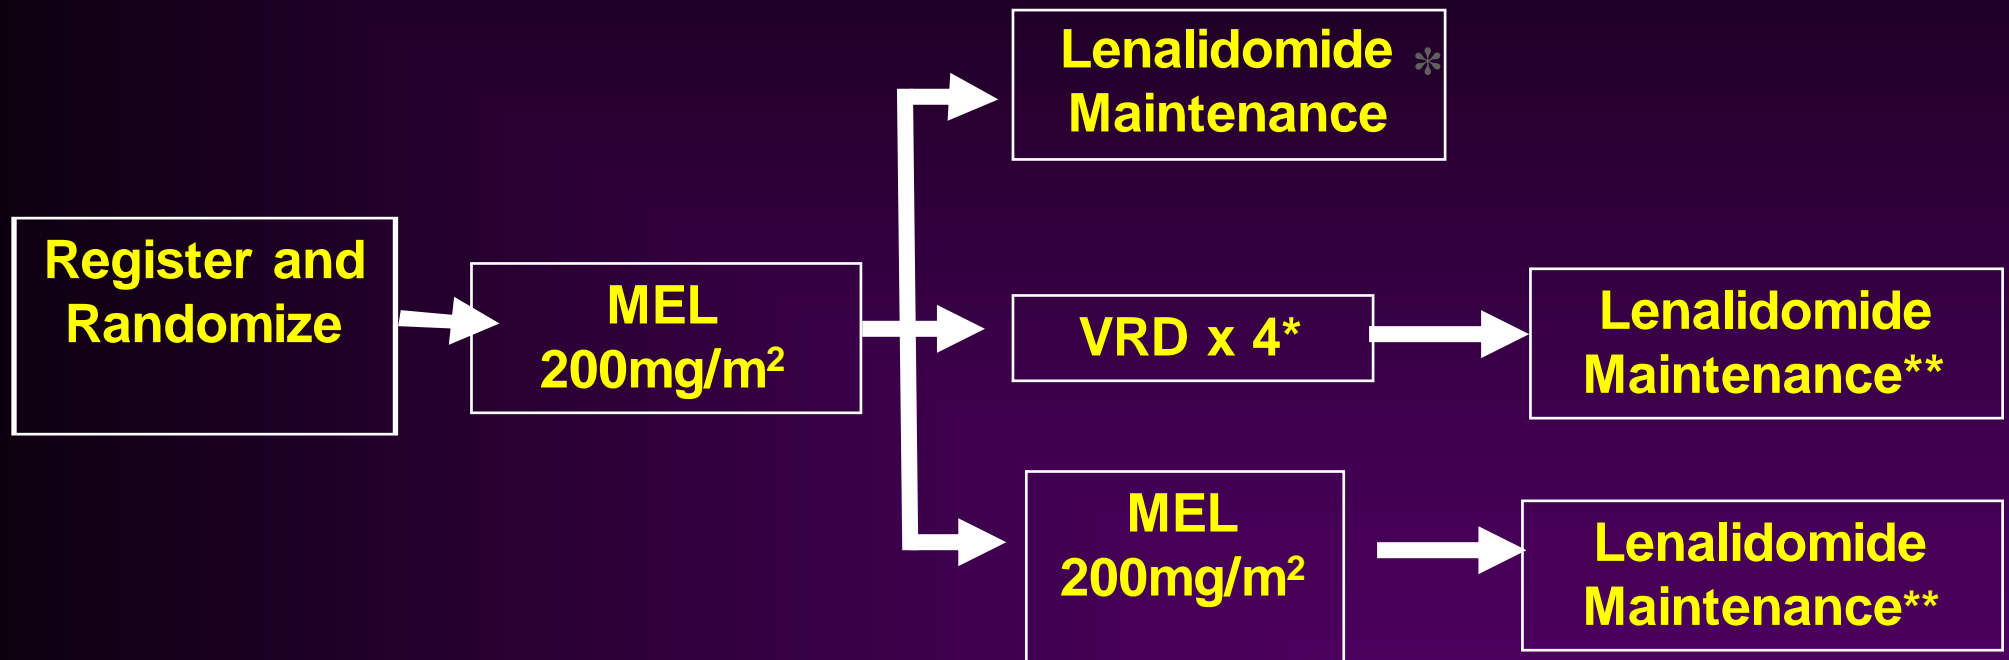 Register and
Randomize
MEL
200mg/m²
Lenalidomide *
Maintenance
VRD x 4*
Lenalidomide
Maintenance**
MEL
200mg/m²
Lenalidomide
Maintenance**